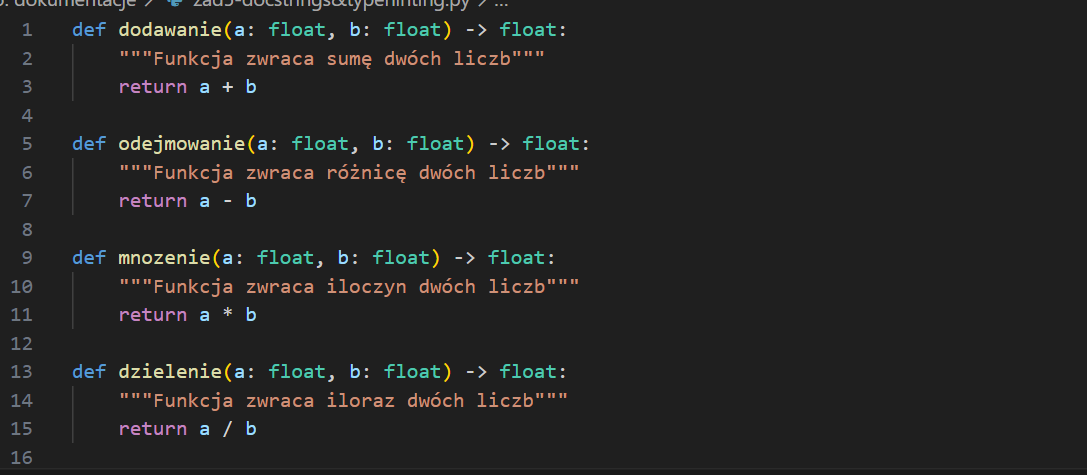 dokumentacje > zad5-docstrings&typehinting.py > ...
1 def dodawanie(a: float, b: float) -> float:
2 """Funkcja zwraca sumę dwóch liczb"""
3 return a + b
4
5 def odejmowanie(a: float, b: float) -> float:
6 """Funkcja zwraca różnicę dwóch liczb"""
7 return a - b
8
9 def mnozenie(a: float, b: float) -> float:
10 """Funkcja zwraca iloczyn dwóch liczb"""
11 return a * b
12
13 def dzielenie(a: float, b: float) -> float:
14 """Funkcja zwraca iloraz dwóch liczb"""
15 return a / b
16